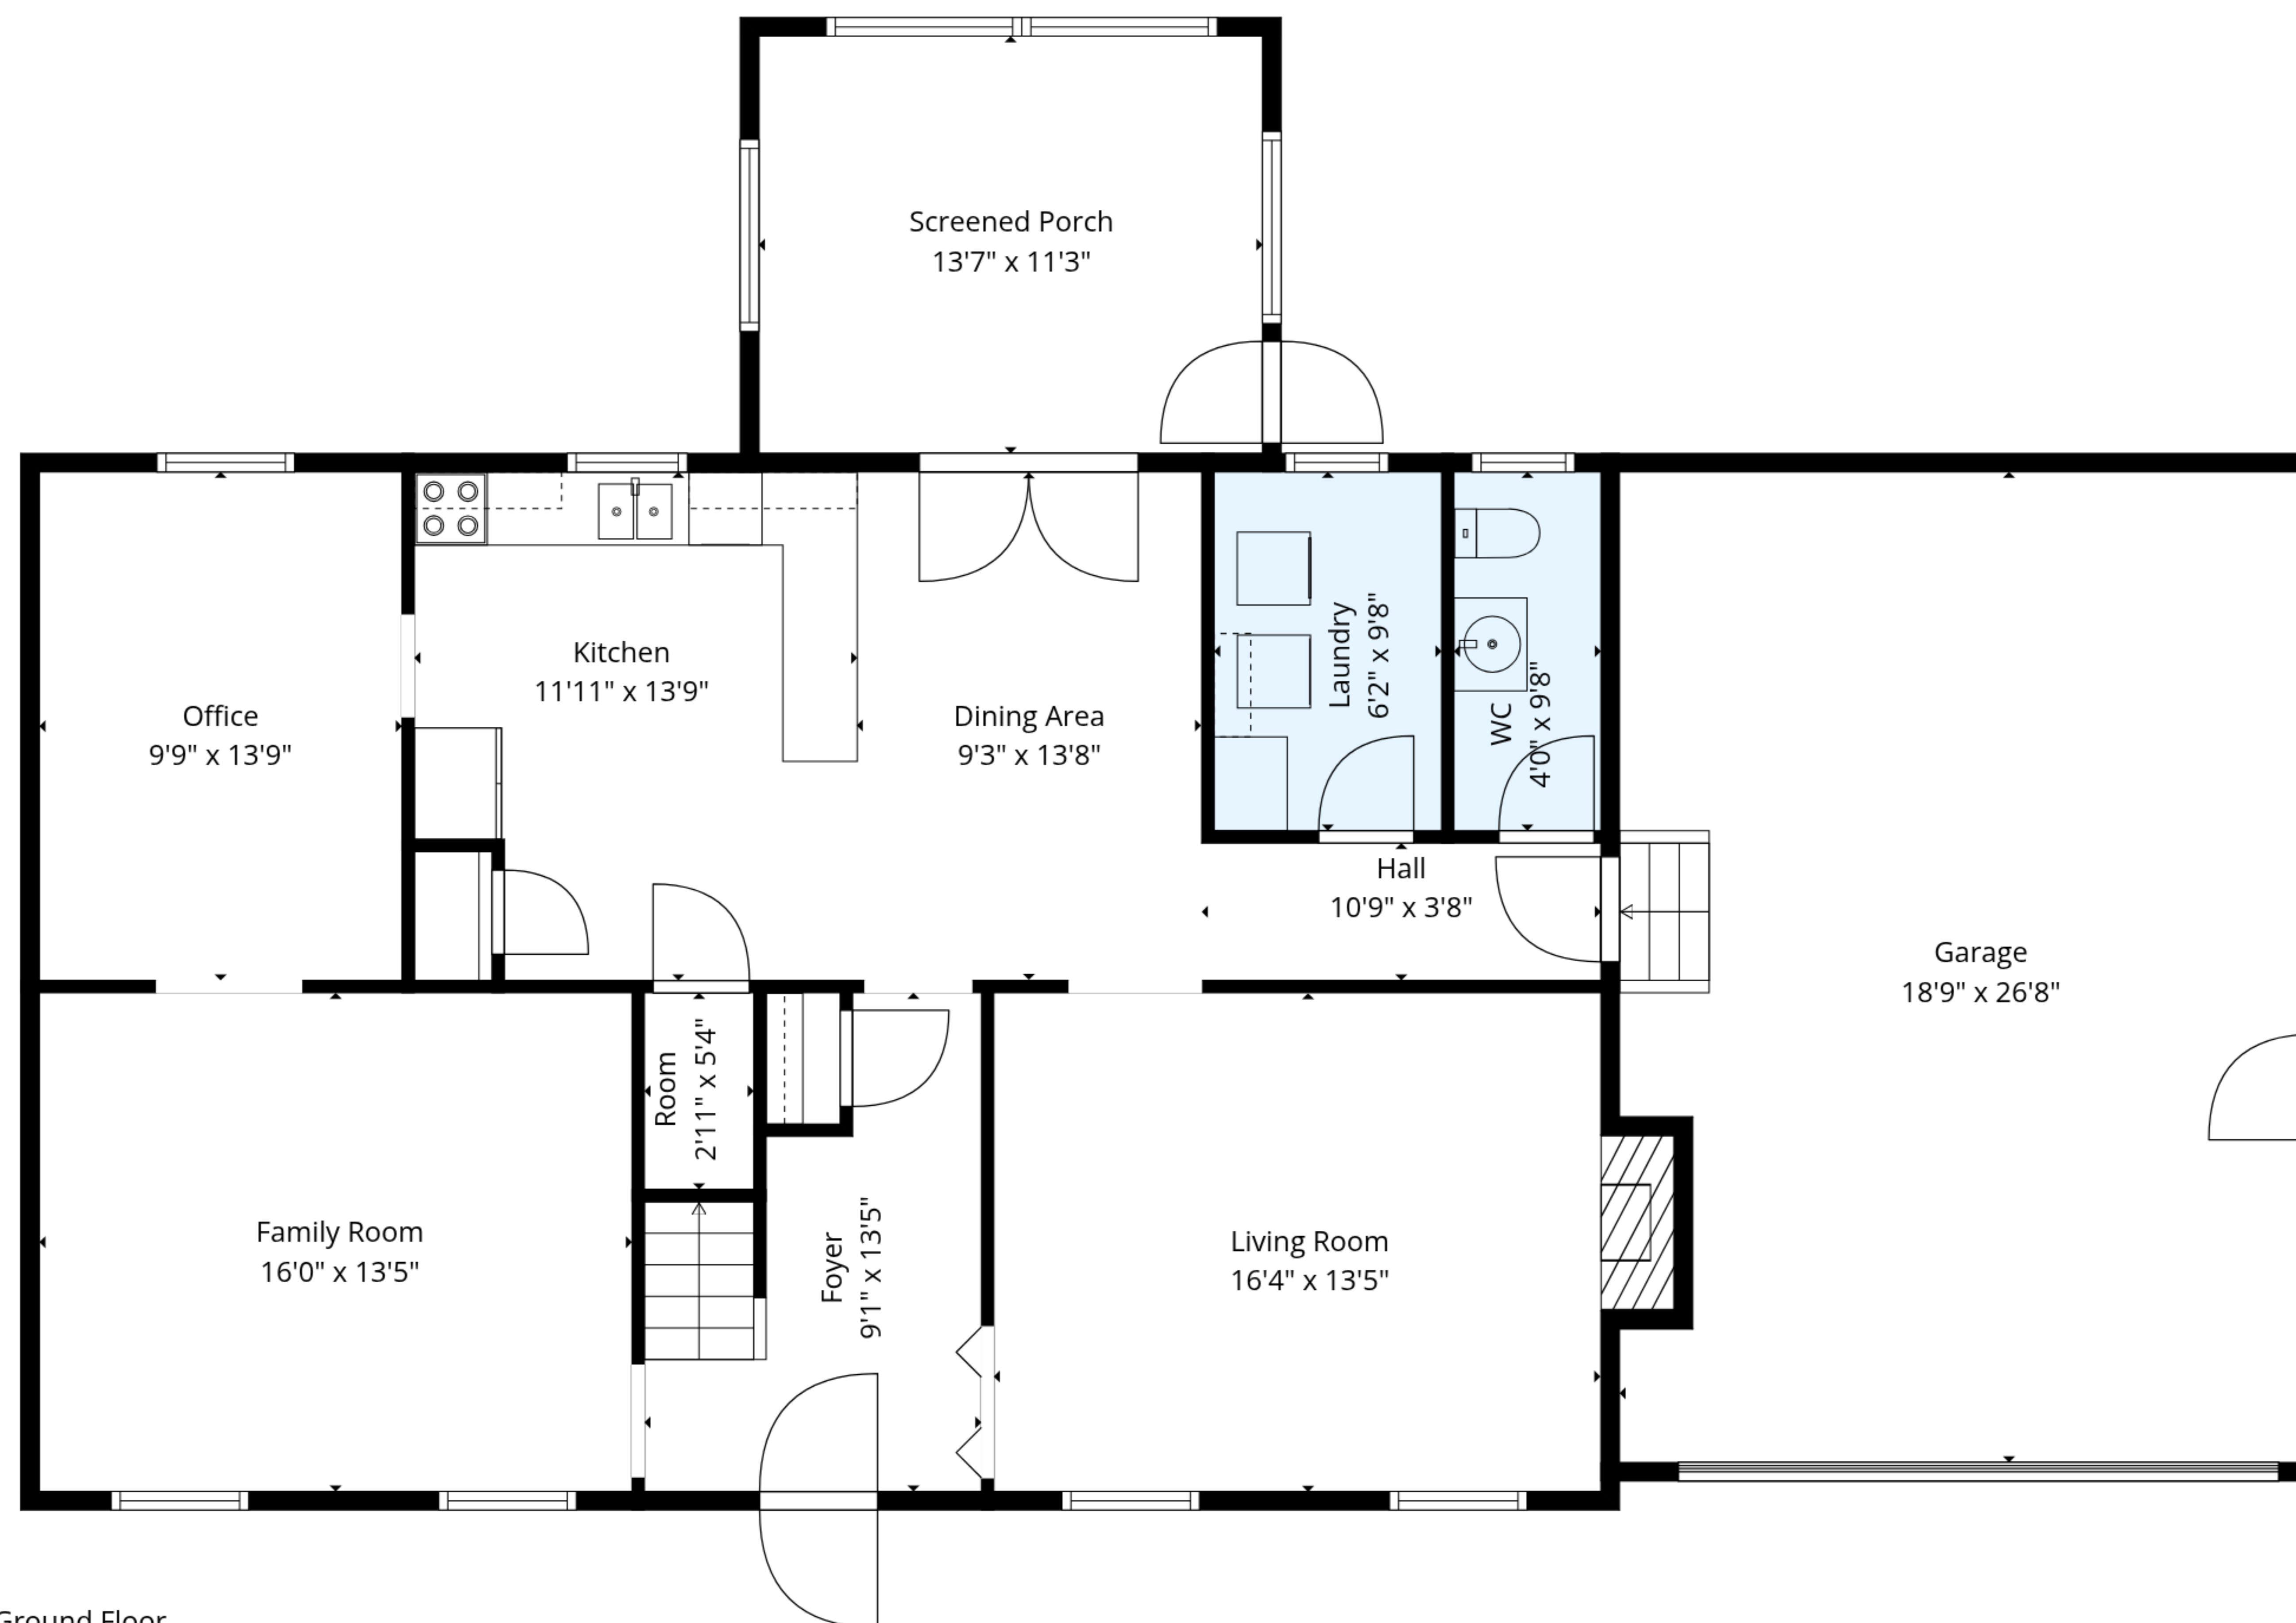 Screened Porch
13'7" x 11'3"
Kitchen
11'11" x 13'9"
Office
9'9" x 13'9"
Dining Area
9'3" x 13'8"
Laundry
6'2" x 9'8"
WC
4'0" x 9'8"
Hall
10'9" x 3'8"
Garage
18'9" x 26'8"
Room
2'11" x 5'4"
Family Room
16'0" x 13'5"
Foyer
9'1" x 13'5"
Living Room
16'4" x 13'5"
Ground Floor